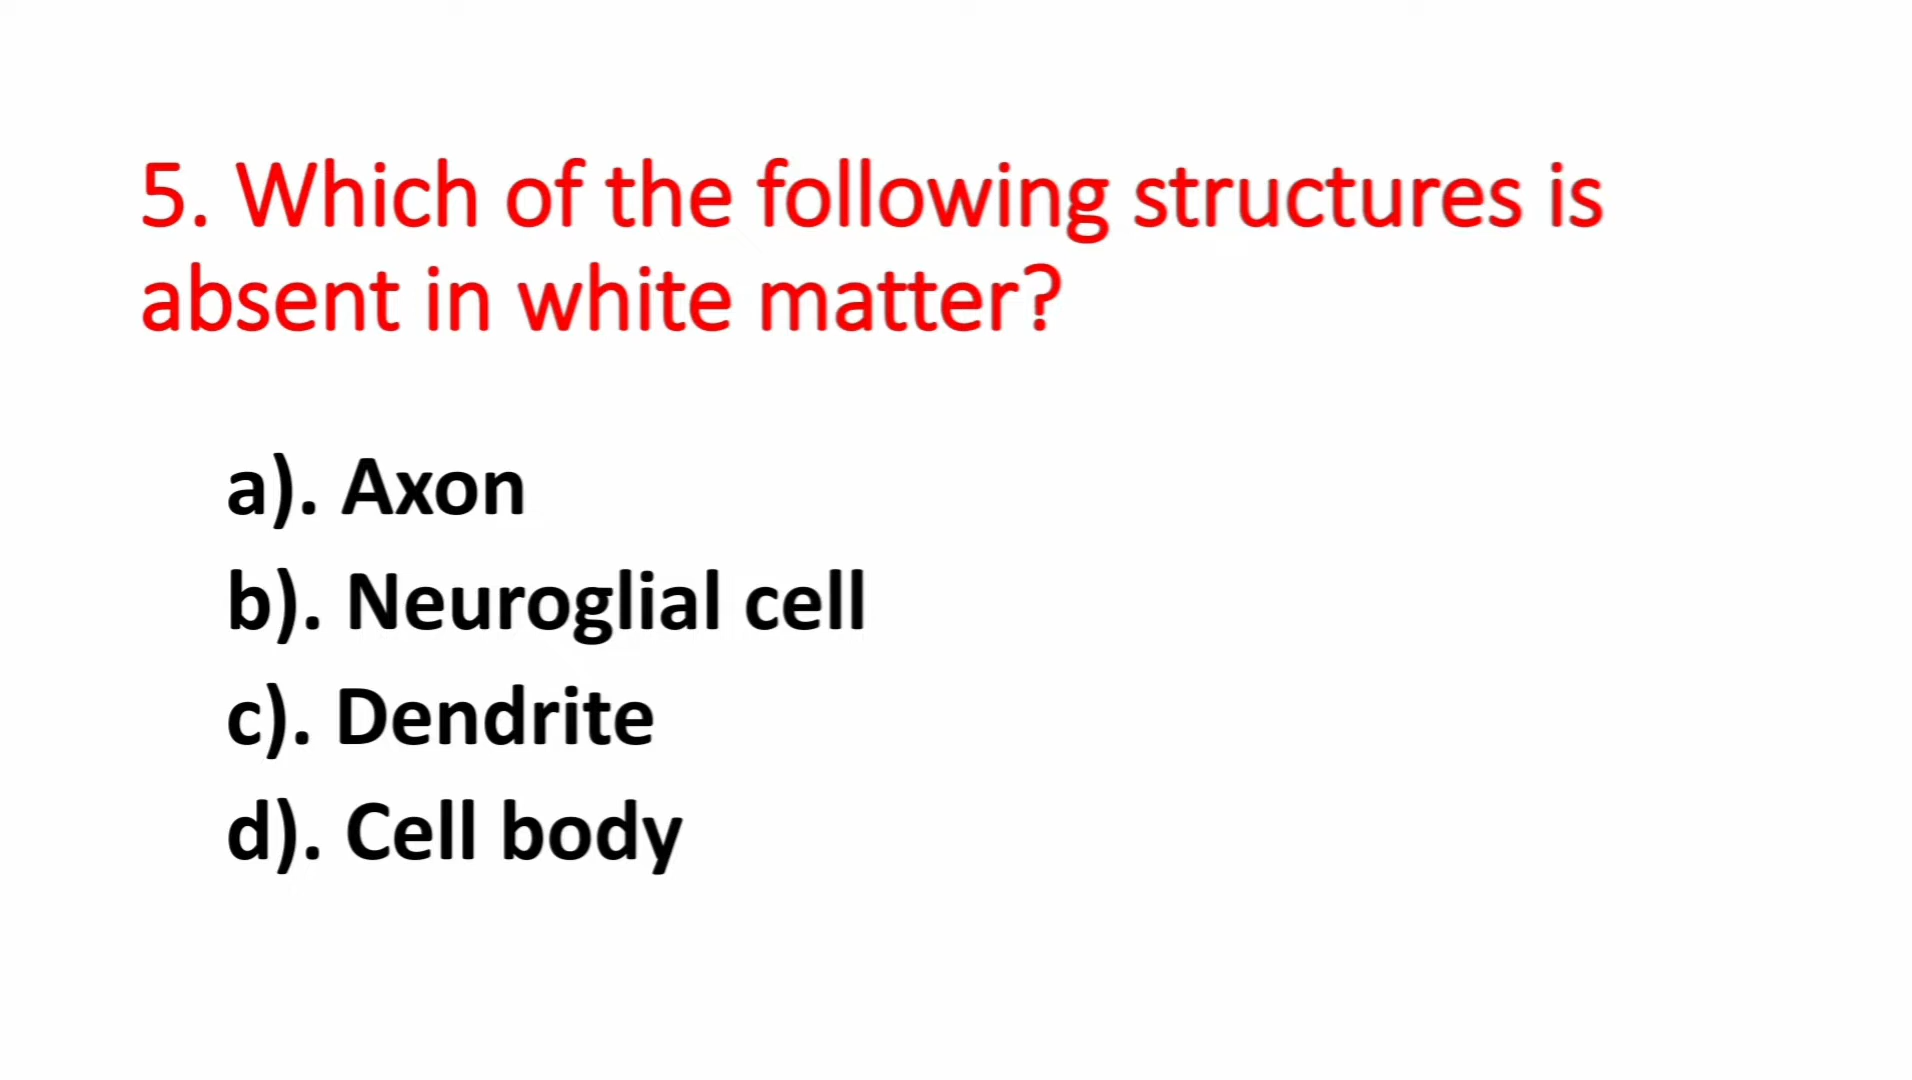 5. Which of the following structures is
absent in white matter?
a). Axon
b). Neuroglial cell
c). Dendrite
d). Cell body